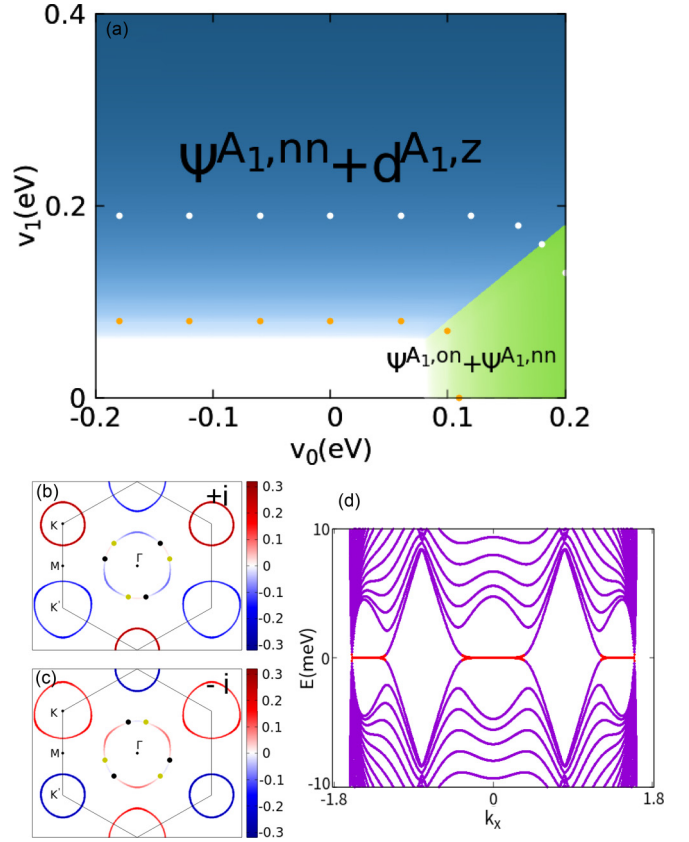 (a)
0.4
0.2
0
v₁(eV)
ψᴬ¹,ⁿⁿ+dᴬ¹,ᶻ
ψᴬ¹,ᵒⁿ+ψᴬ¹,ⁿⁿ
-0.2 -0.1 0 0.1 0.2
v₀(eV)
(b) +i
K
M
K'
Γ
0.3
0.2
0.1
0
-0.1
-0.2
-0.3
(c) - i
K
M
K'
Γ
0.3
0.2
0.1
0
-0.1
-0.2
-0.3
(d)
10
0
-10
E(meV)
-1.8 0 1.8
kₓ